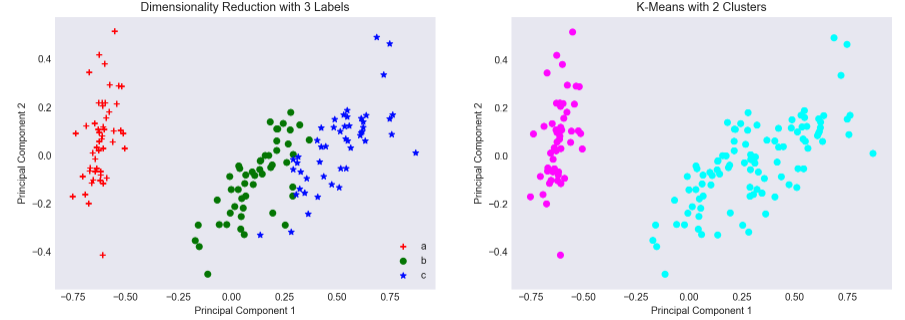 Dimensionality Reduction with 3 Labels
Principal Component 2
0.4
0.2
0.0
−0.2
−0.4
−0.75
−0.50
−0.25
0.00
0.25
0.50
0.75
Principal Component 1
a
b
c
K-Means with 2 Clusters
Principal Component 2
0.4
0.2
0.0
−0.2
−0.4
−0.75
−0.50
−0.25
0.00
0.25
0.50
0.75
Principal Component 1